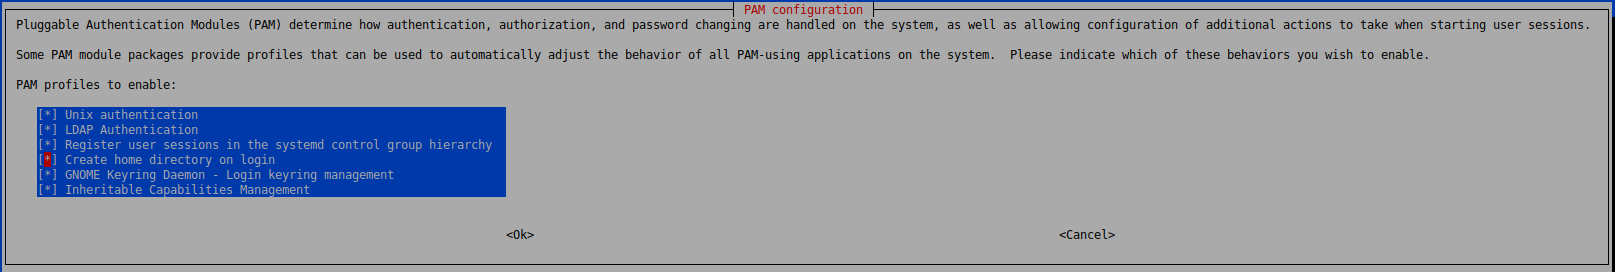 PAM configuration
Pluggable Authentication Modules (PAM) determine how authentication, authorization, and password changing are handled on the system, as well as allowing configuration of additional actions to take when starting user sessions.
Some PAM module packages provide profiles that can be used to automatically adjust the behavior of all PAM-using applications on the system.  Please indicate which of these behaviors you wish to enable.
PAM profiles to enable:
[*] Unix authentication
[*] LDAP Authentication
[*] Register user sessions in the systemd control group hierarchy
[*] Create home directory on login
[*] GNOME Keyring Daemon - Login keyring management
[*] Inheritable Capabilities Management
<Ok> <Cancel>